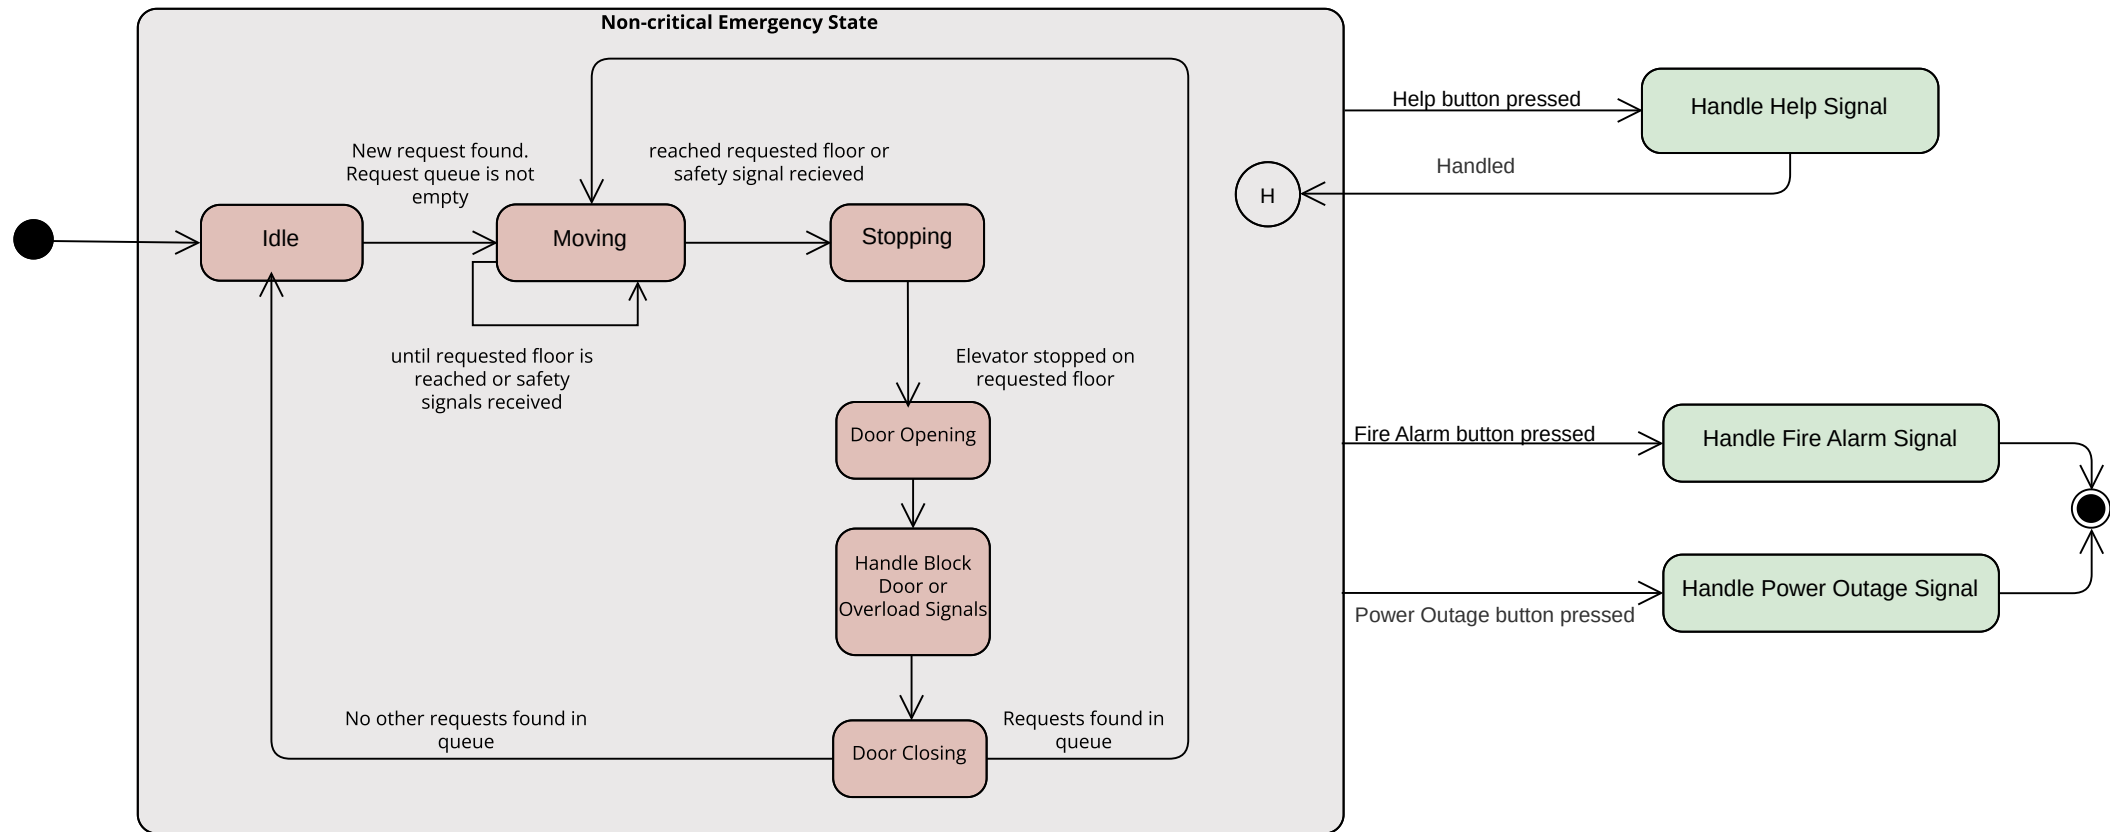 Non-critical Emergency State
Help button pressed
Handle Help Signal
New request found.
Request queue is not
empty
reached requested floor or
safety signal recieved
Handled
H
Idle
Moving
Stopping
until requested floor is
reached or safety
signals received
Elevator stopped on
requested floor
Door Opening
Fire Alarm button pressed
Handle Fire Alarm Signal
Handle Block
Door or
Overload Signals
Handle Power Outage Signal
Power Outage button pressed
No other requests found in
queue
Requests found in
queue
Door Closing